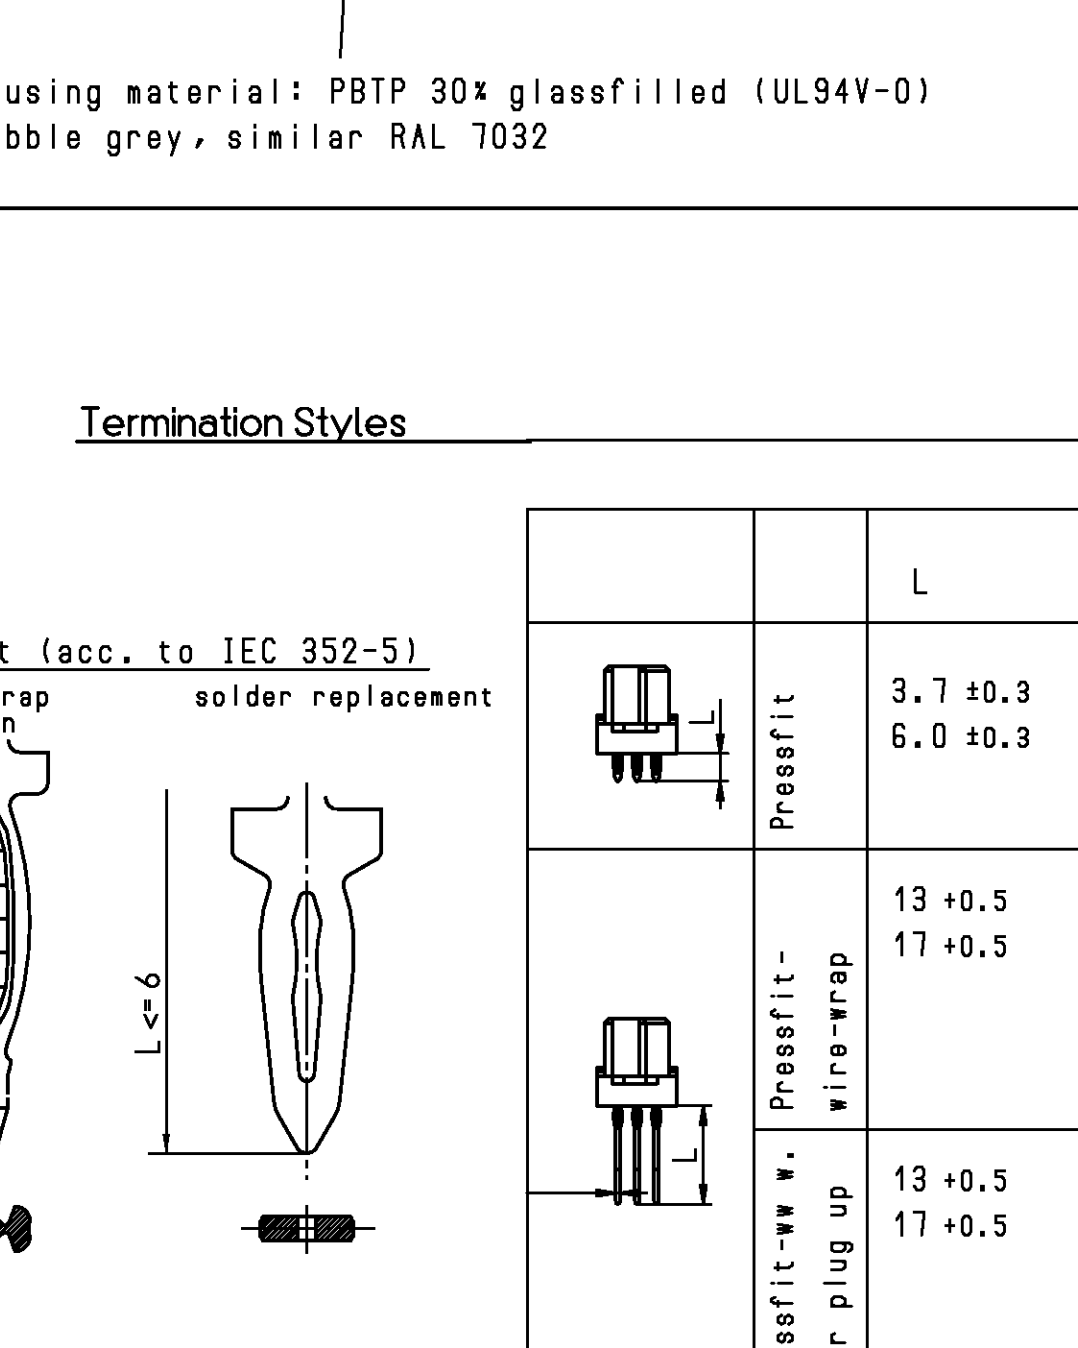 using material: PBTP 30% glassfilled (UL94V-0)
bble grey, similar RAL 7032
Termination Styles
L
t (acc. to IEC 352-5)
rap
n
solder replacement
L<=6
L
Pressfit
3.7 ±0.3
6.0 ±0.3
L
Pressfit-
wire-wrap
13 +0.5
17 +0.5
ssfit-ww w.
r plug up
13 +0.5
17 +0.5